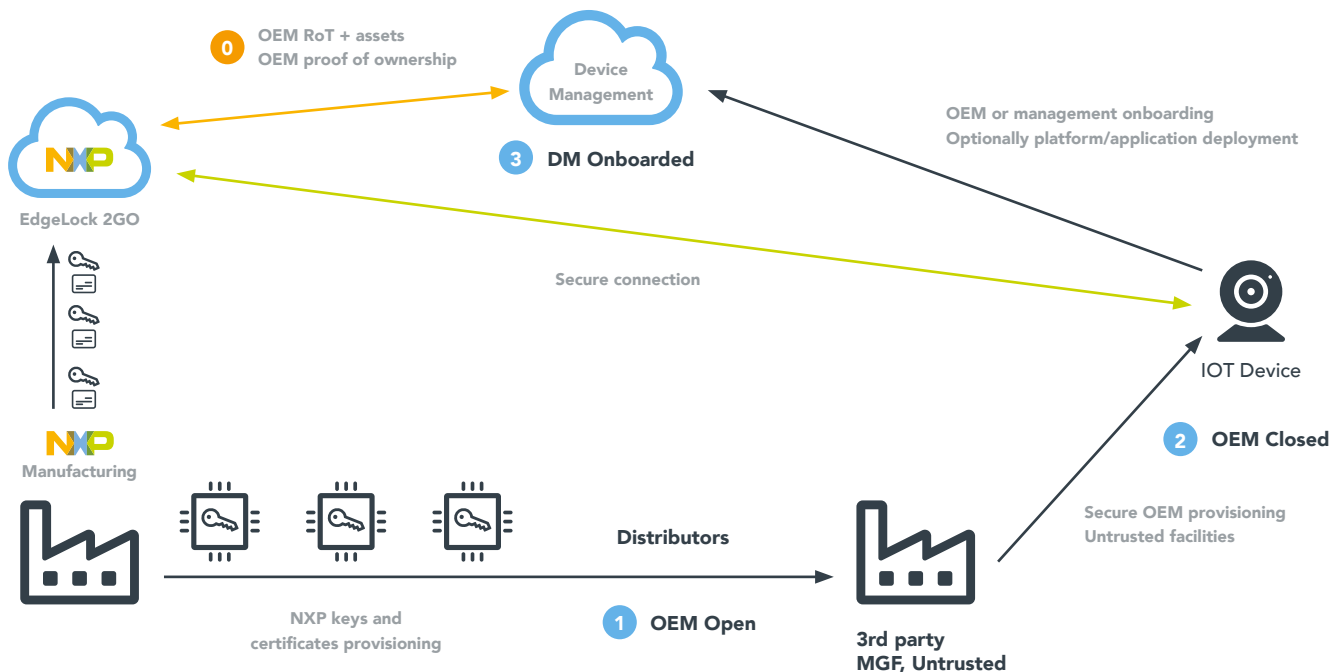 0
OEM RoT + assets
OEM proof of ownership
Device
Management
OEM or management onboarding
Optionally platform/application deployment
NXP
3 DM Onboarded
EdgeLock 2GO
Secure connection
IOT Device
NXP
Manufacturing
2 OEM Closed
Secure OEM provisioning
Untrusted facilities
Distributors
NXP keys and
certificates provisioning
1 OEM Open
3rd party
MGF, Untrusted